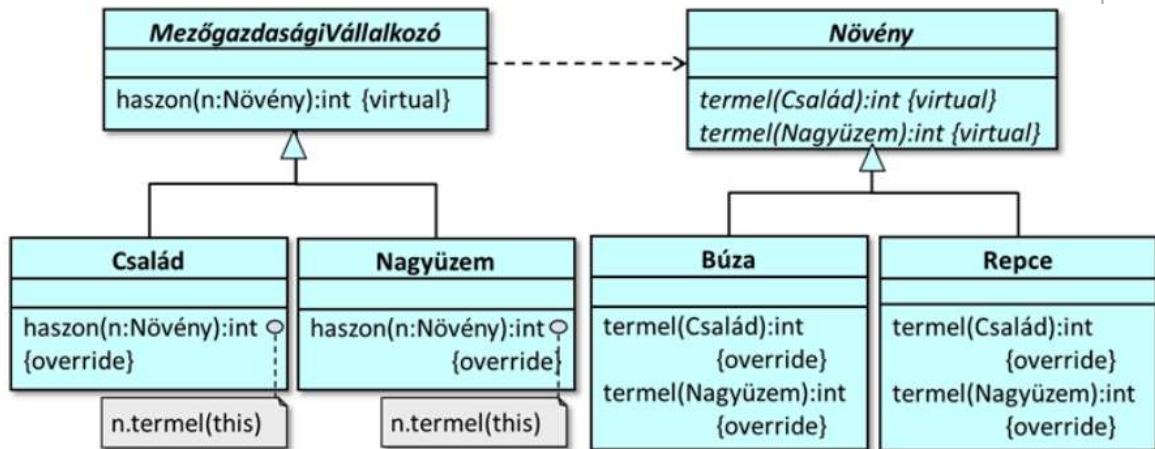 MezőgazdaságiVállalkozó
haszon(n:Növény):int {virtual}
Növény
termel(Család):int {virtual}
termel(Nagyüzem):int {virtual}
Család
haszon(n:Növény):int
{override}
n.termel(this)
Nagyüzem
haszon(n:Növény):int
{override}
n.termel(this)
Búza
termel(Család):int
{override}
termel(Nagyüzem):int
{override}
Repce
termel(Család):int
{override}
termel(Nagyüzem):int
{override}